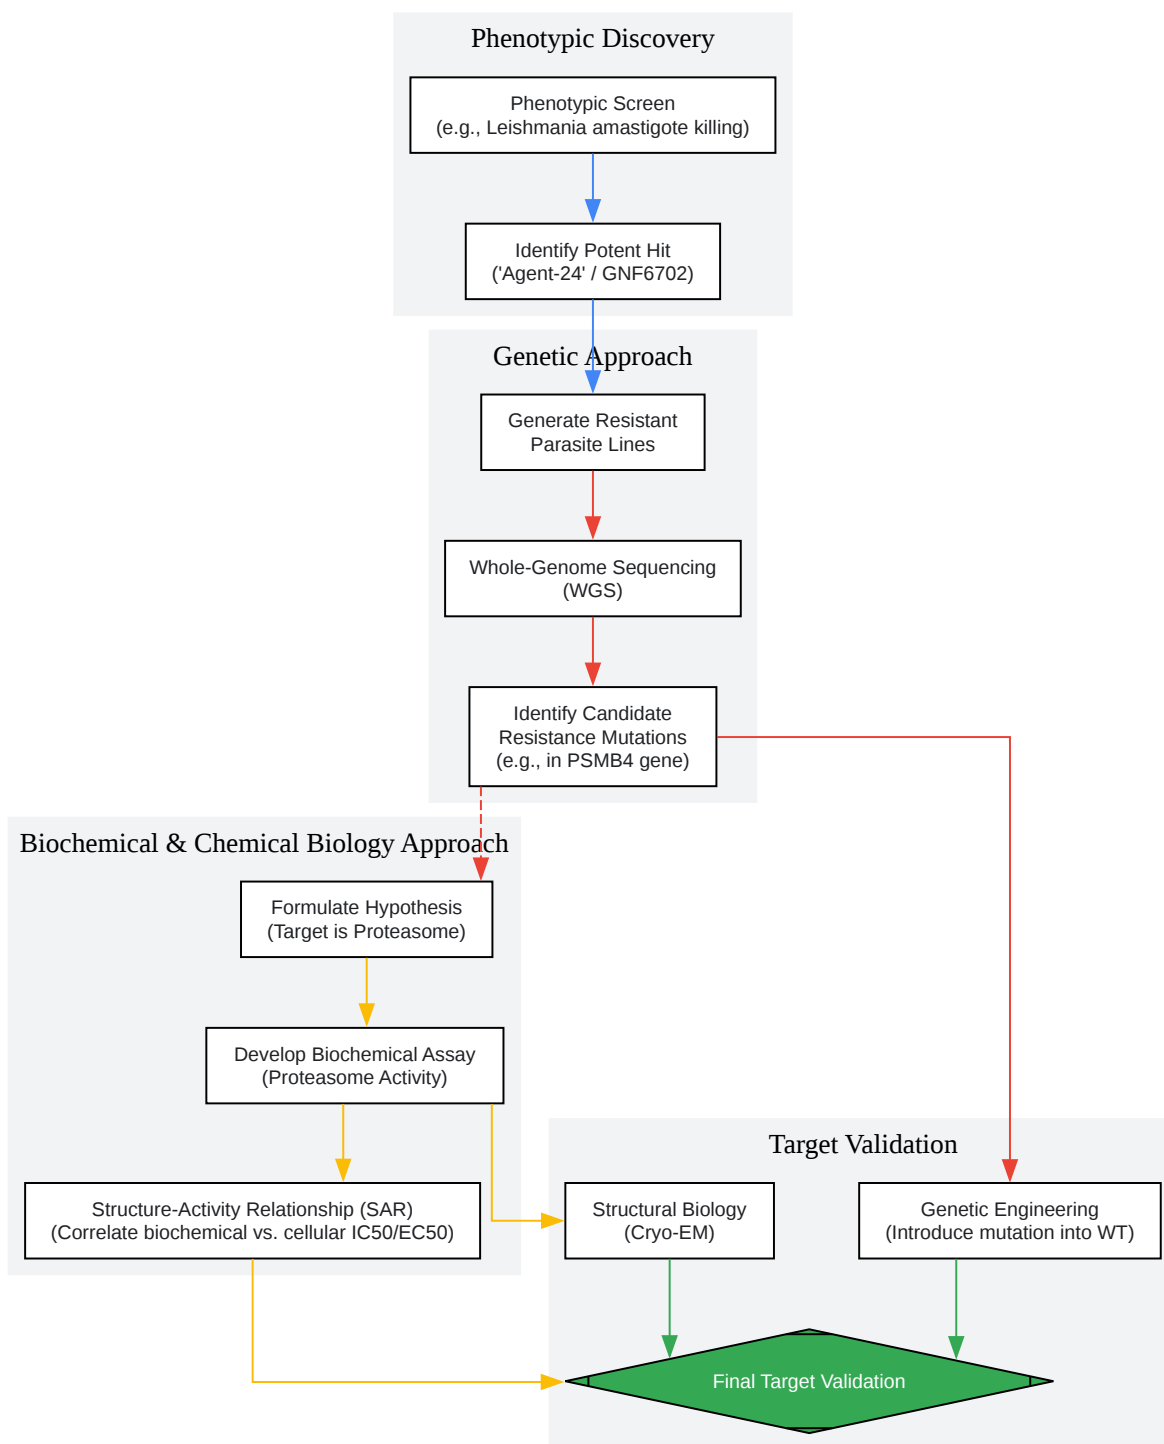 Phenotypic Discovery
Phenotypic Screen
(e.g., Leishmania amastigote killing)
Identify Potent Hit
('Agent-24' / GNF6702)
Genetic Approach
Generate Resistant
Parasite Lines
Whole-Genome Sequencing
(WGS)
Identify Candidate
Resistance Mutations
(e.g., in PSMB4 gene)
Biochemical & Chemical Biology Approach
Formulate Hypothesis
(Target is Proteasome)
Develop Biochemical Assay
(Proteasome Activity)
Structure-Activity Relationship (SAR)
(Correlate biochemical vs. cellular IC50/EC50)
Target Validation
Structural Biology
(Cryo-EM)
Genetic Engineering
(Introduce mutation into WT)
Final Target Validation